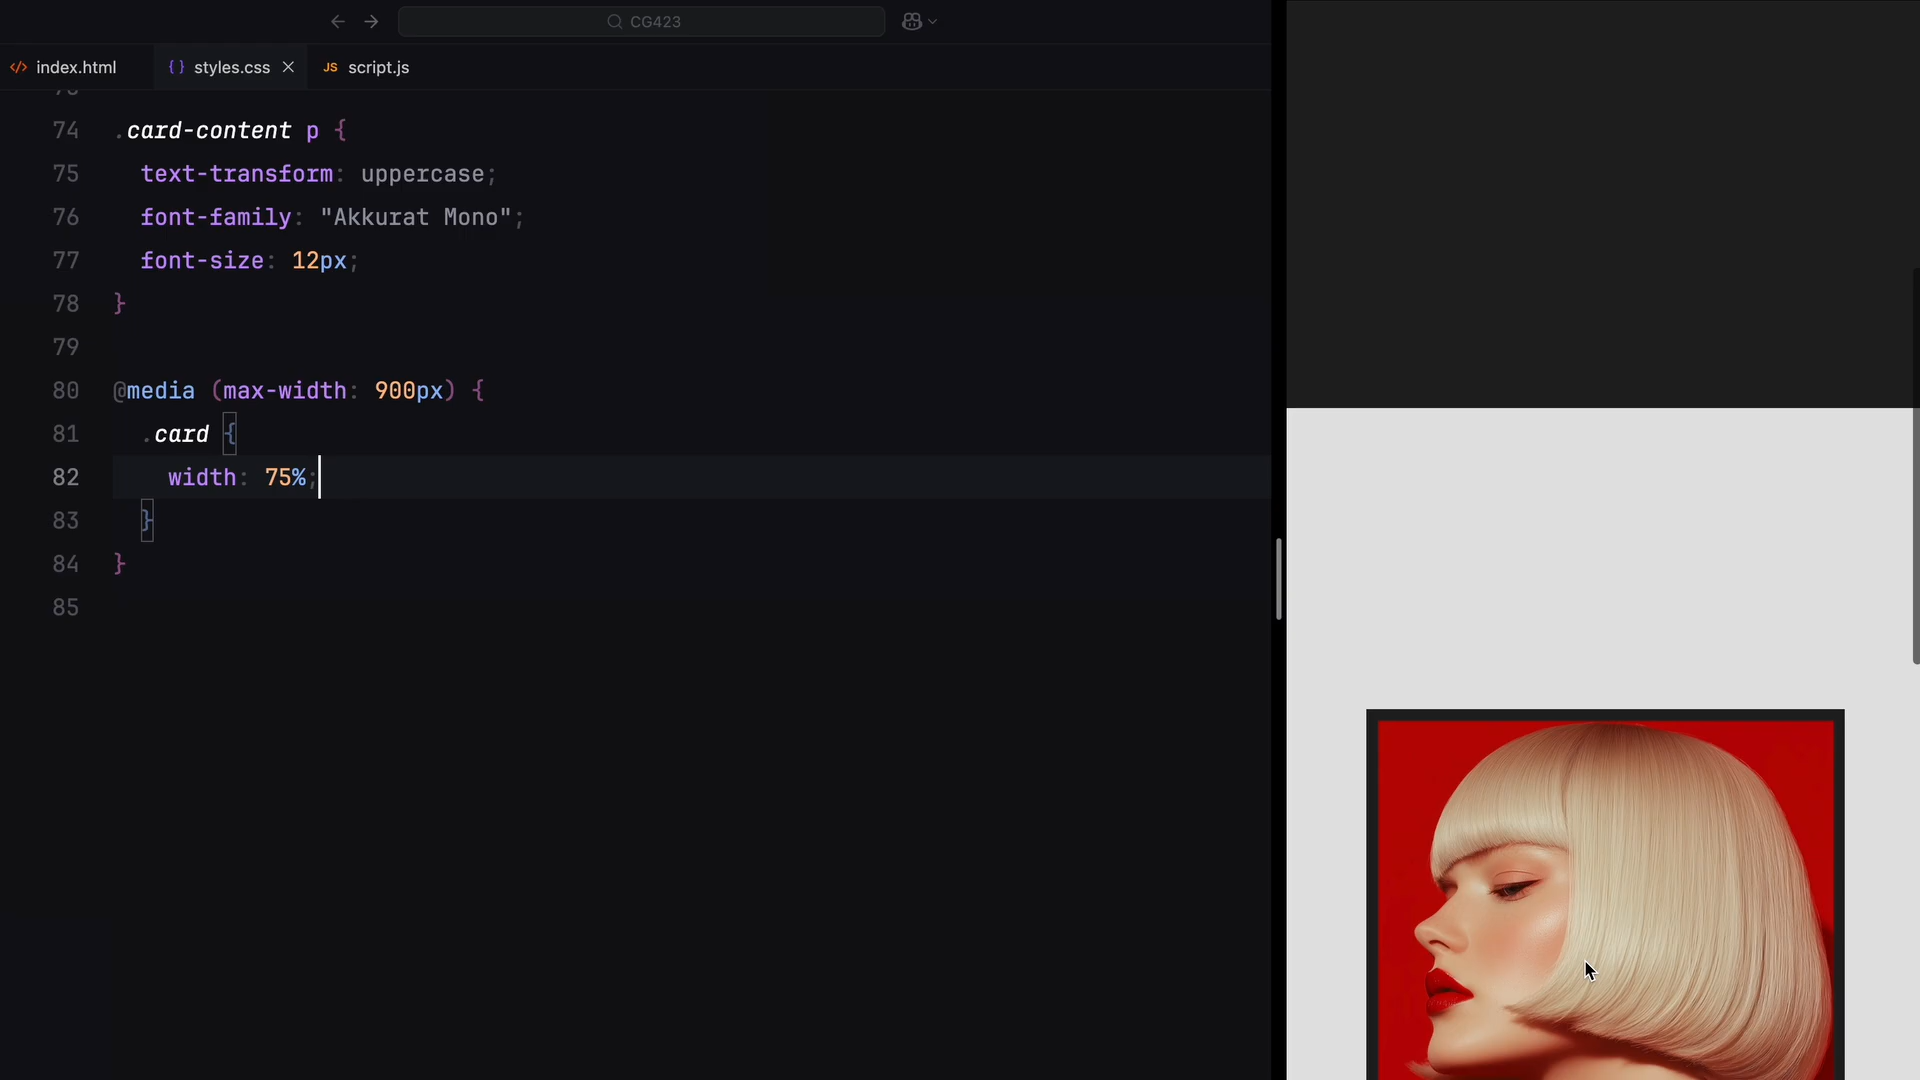 CG423
index.html
styles.css
JS script.js
74 .card-content p {
75 text-transform: uppercase;
76 font-family: "Akkurat Mono";
77 font-size: 12px;
78 }
79
80 @media (max-width: 900px) {
81 .card {
82 width: 75%;
83 }
84 }
85